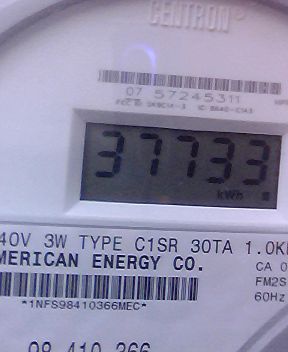 CENTRON®
07 57245311
37733
kWh
40V 3W TYPE C1SR 30TA 1.0K
MERICAN ENERGY CO.
CA 0
FM2S
60Hz
*1NFS98410366MEC*
98 410 366